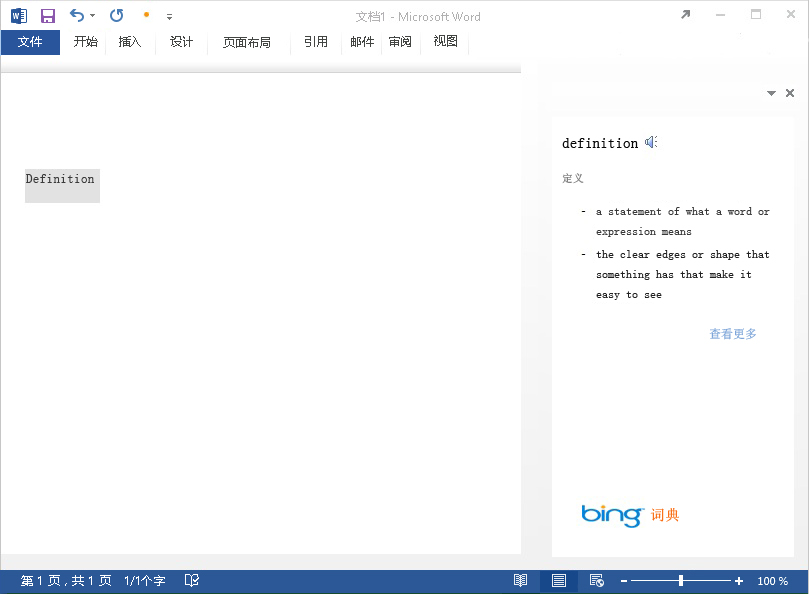 文档1 - Microsoft Word
文件 开始 插入 设计 页面布局 引用 邮件 审阅 视图
Definition
definition
定义
- a statement of what a word or
expression means
- the clear edges or shape that
something has that make it
easy to see
查看更多
bing 词典
第 1 页 , 共 1 页 1/1个字 100 %